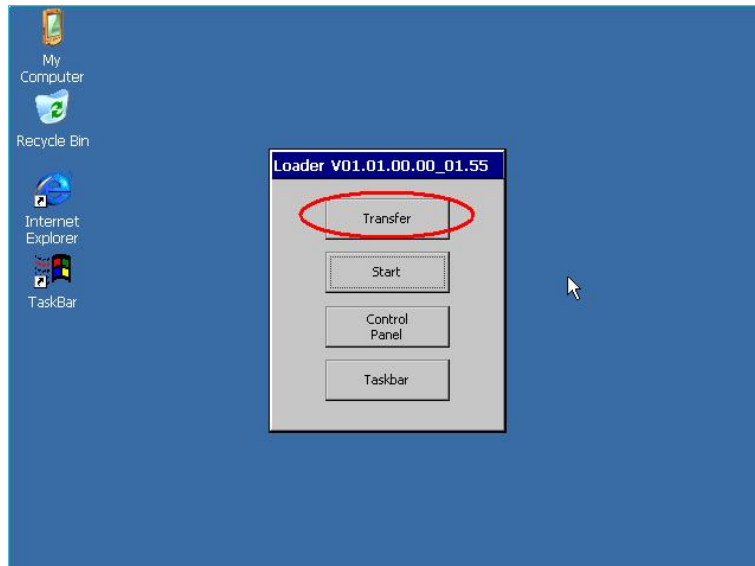 My
Computer
Recycle Bin
Internet
Explorer
TaskBar
Loader V01.01.00.00_01.55
Transfer
Start
Control
Panel
Taskbar